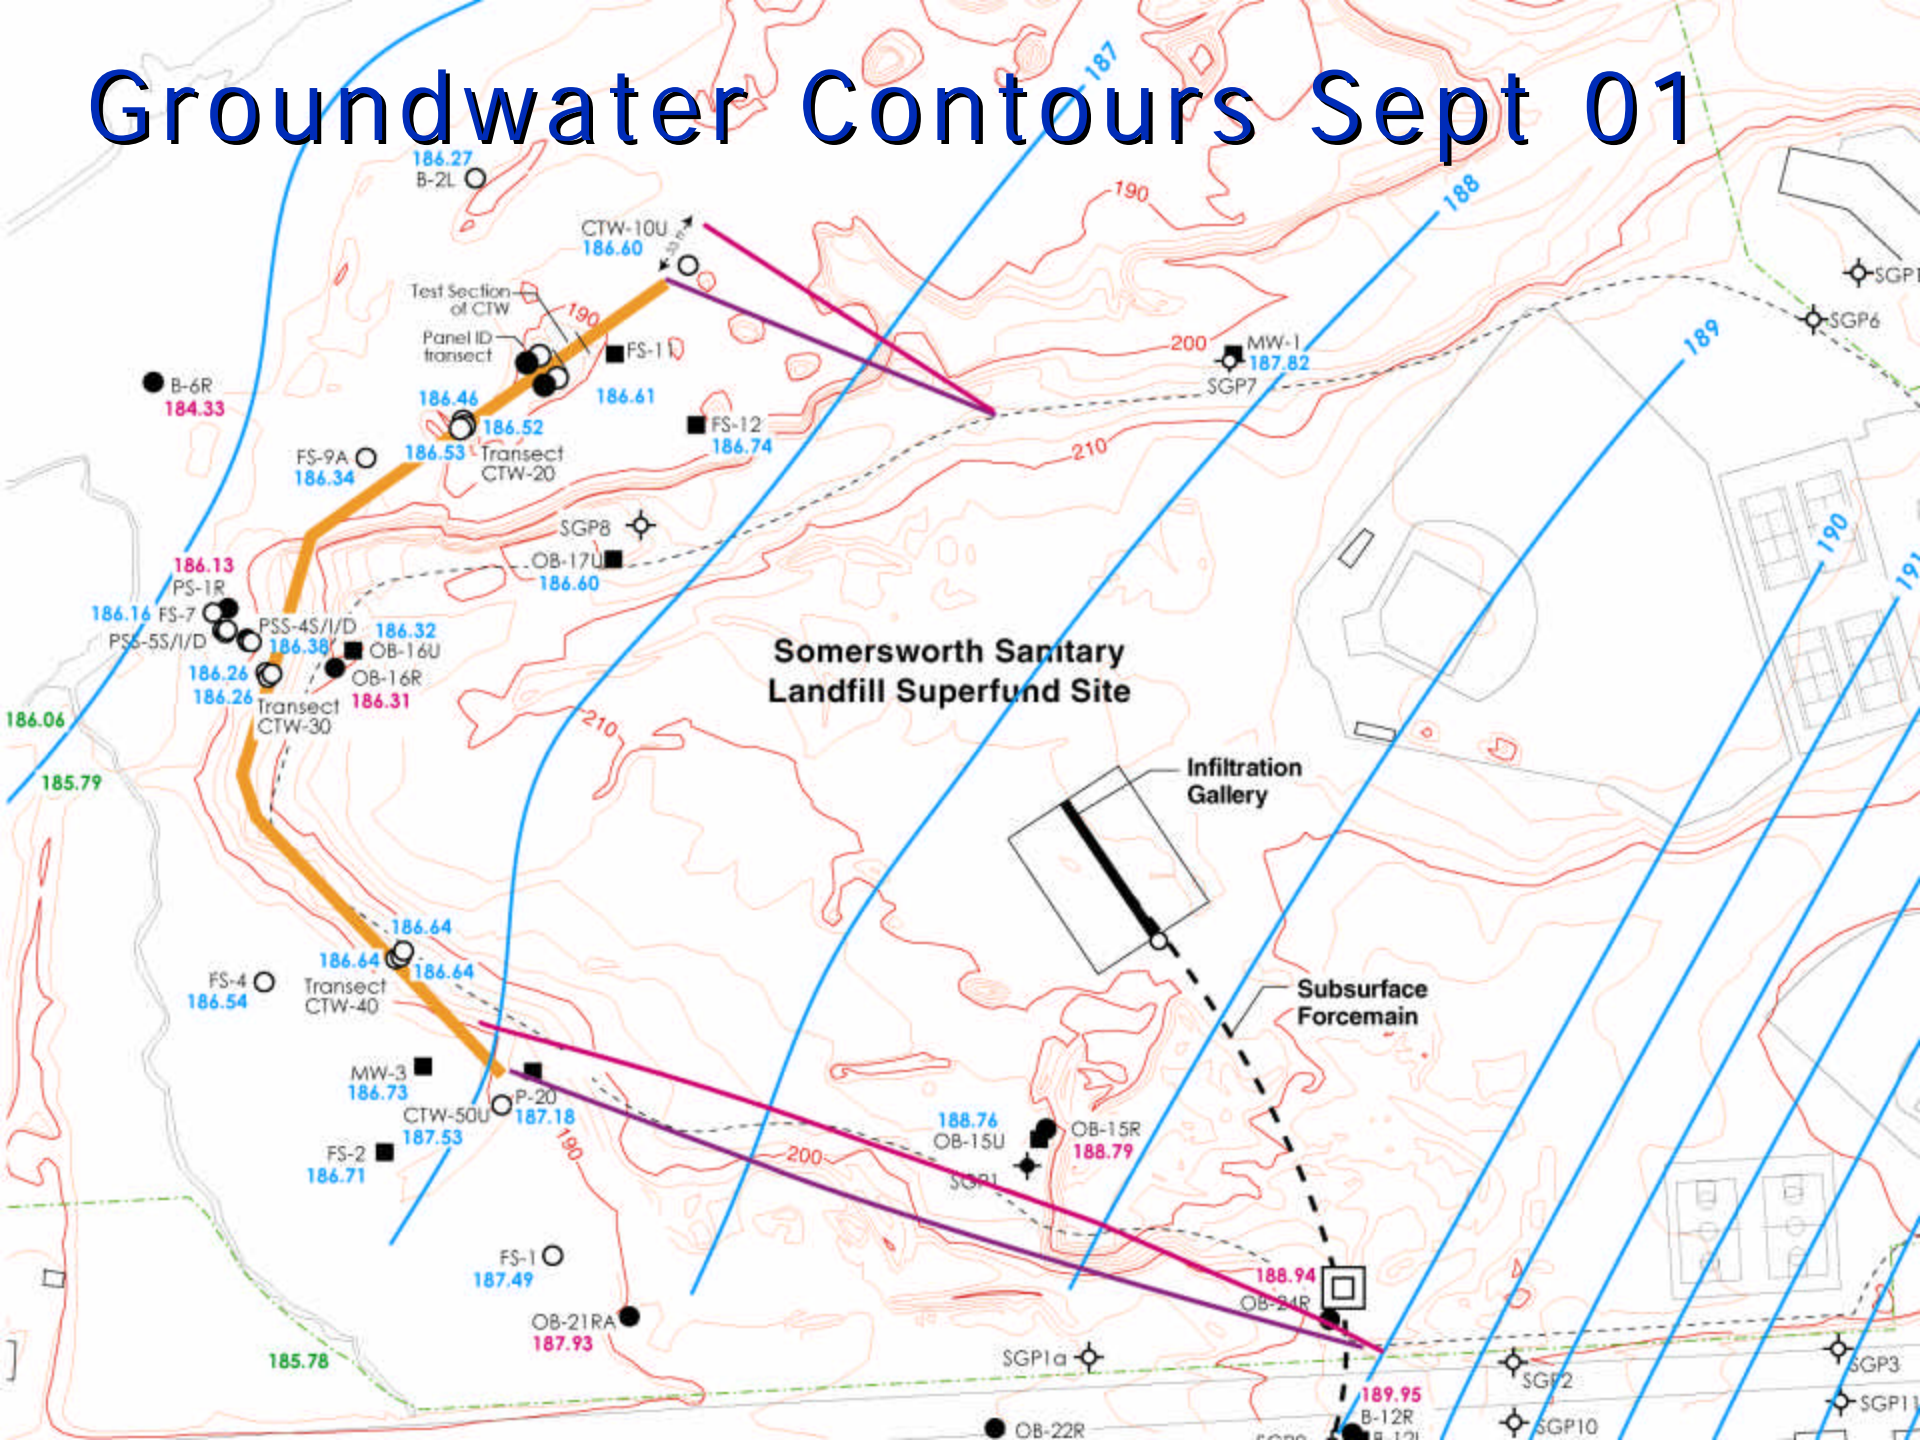 Groundwater Contours Sept 01
187
186.27
B-2L
188
190
CTW-10U
186.60
SGP1
Test Section
of CTW
190
SGP6
Panel ID
transect
FS-11
200
MW-1
187.82
189
SGP7
B-6R
184.33
186.46
186.61
186.52
FS-12
186.74
186.53
Transect
CTW-20
210
FS-9A
186.34
SGP8
190
OB-17U
186.60
191
186.13
PS-1R
186.16 FS-7
PSS-4S/I/D
186.32
PSS-5S/I/D
186.38
OB-16U
186.26
OB-16R
186.26
186.31
Transect
CTW-30
Somersworth Sanitary
Landfill Superfund Site
186.06
210
185.79
Infiltration
Gallery
186.64
186.64
186.64
FS-4
186.54
Transect
CTW-40
Subsurface
Forcemain
MW-3
186.73
P-20
CTW-50U
187.18
187.53
188.76
OB-15U
OB-15R
188.79
190
200
FS-2
186.71
SGP1
FS-1
187.49
188.94
OB-24R
OB-21RA
187.93
185.78
SGP1a
SGP2
SGP3
189.95
B-12R
B-12L
SGP11
OB-22R
SGP10